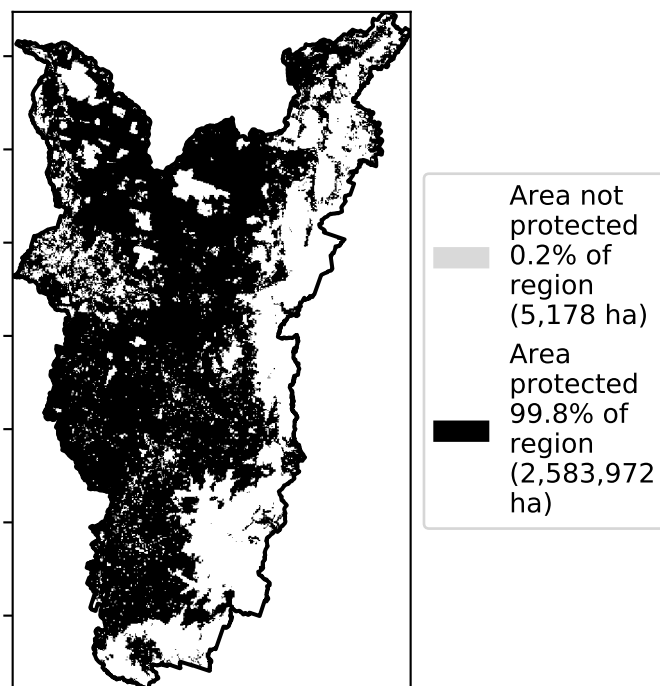 Area not
protected
0.2% of
region
(5,178 ha)
Area
protected
99.8% of
region
(2,583,972
ha)